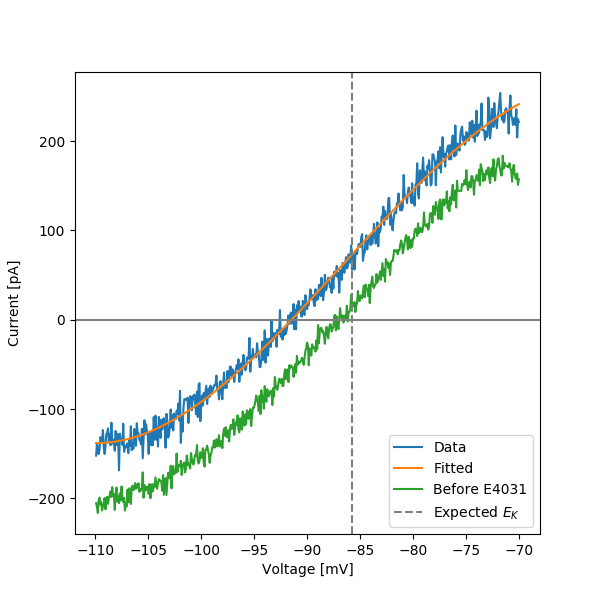 Current [pA]
200
100
0
−100
−200
−110
−105
−100
−95
−90
−85
−80
−75
−70
Voltage [mV]
Data
Fitted
Before E4031
Expected E_K